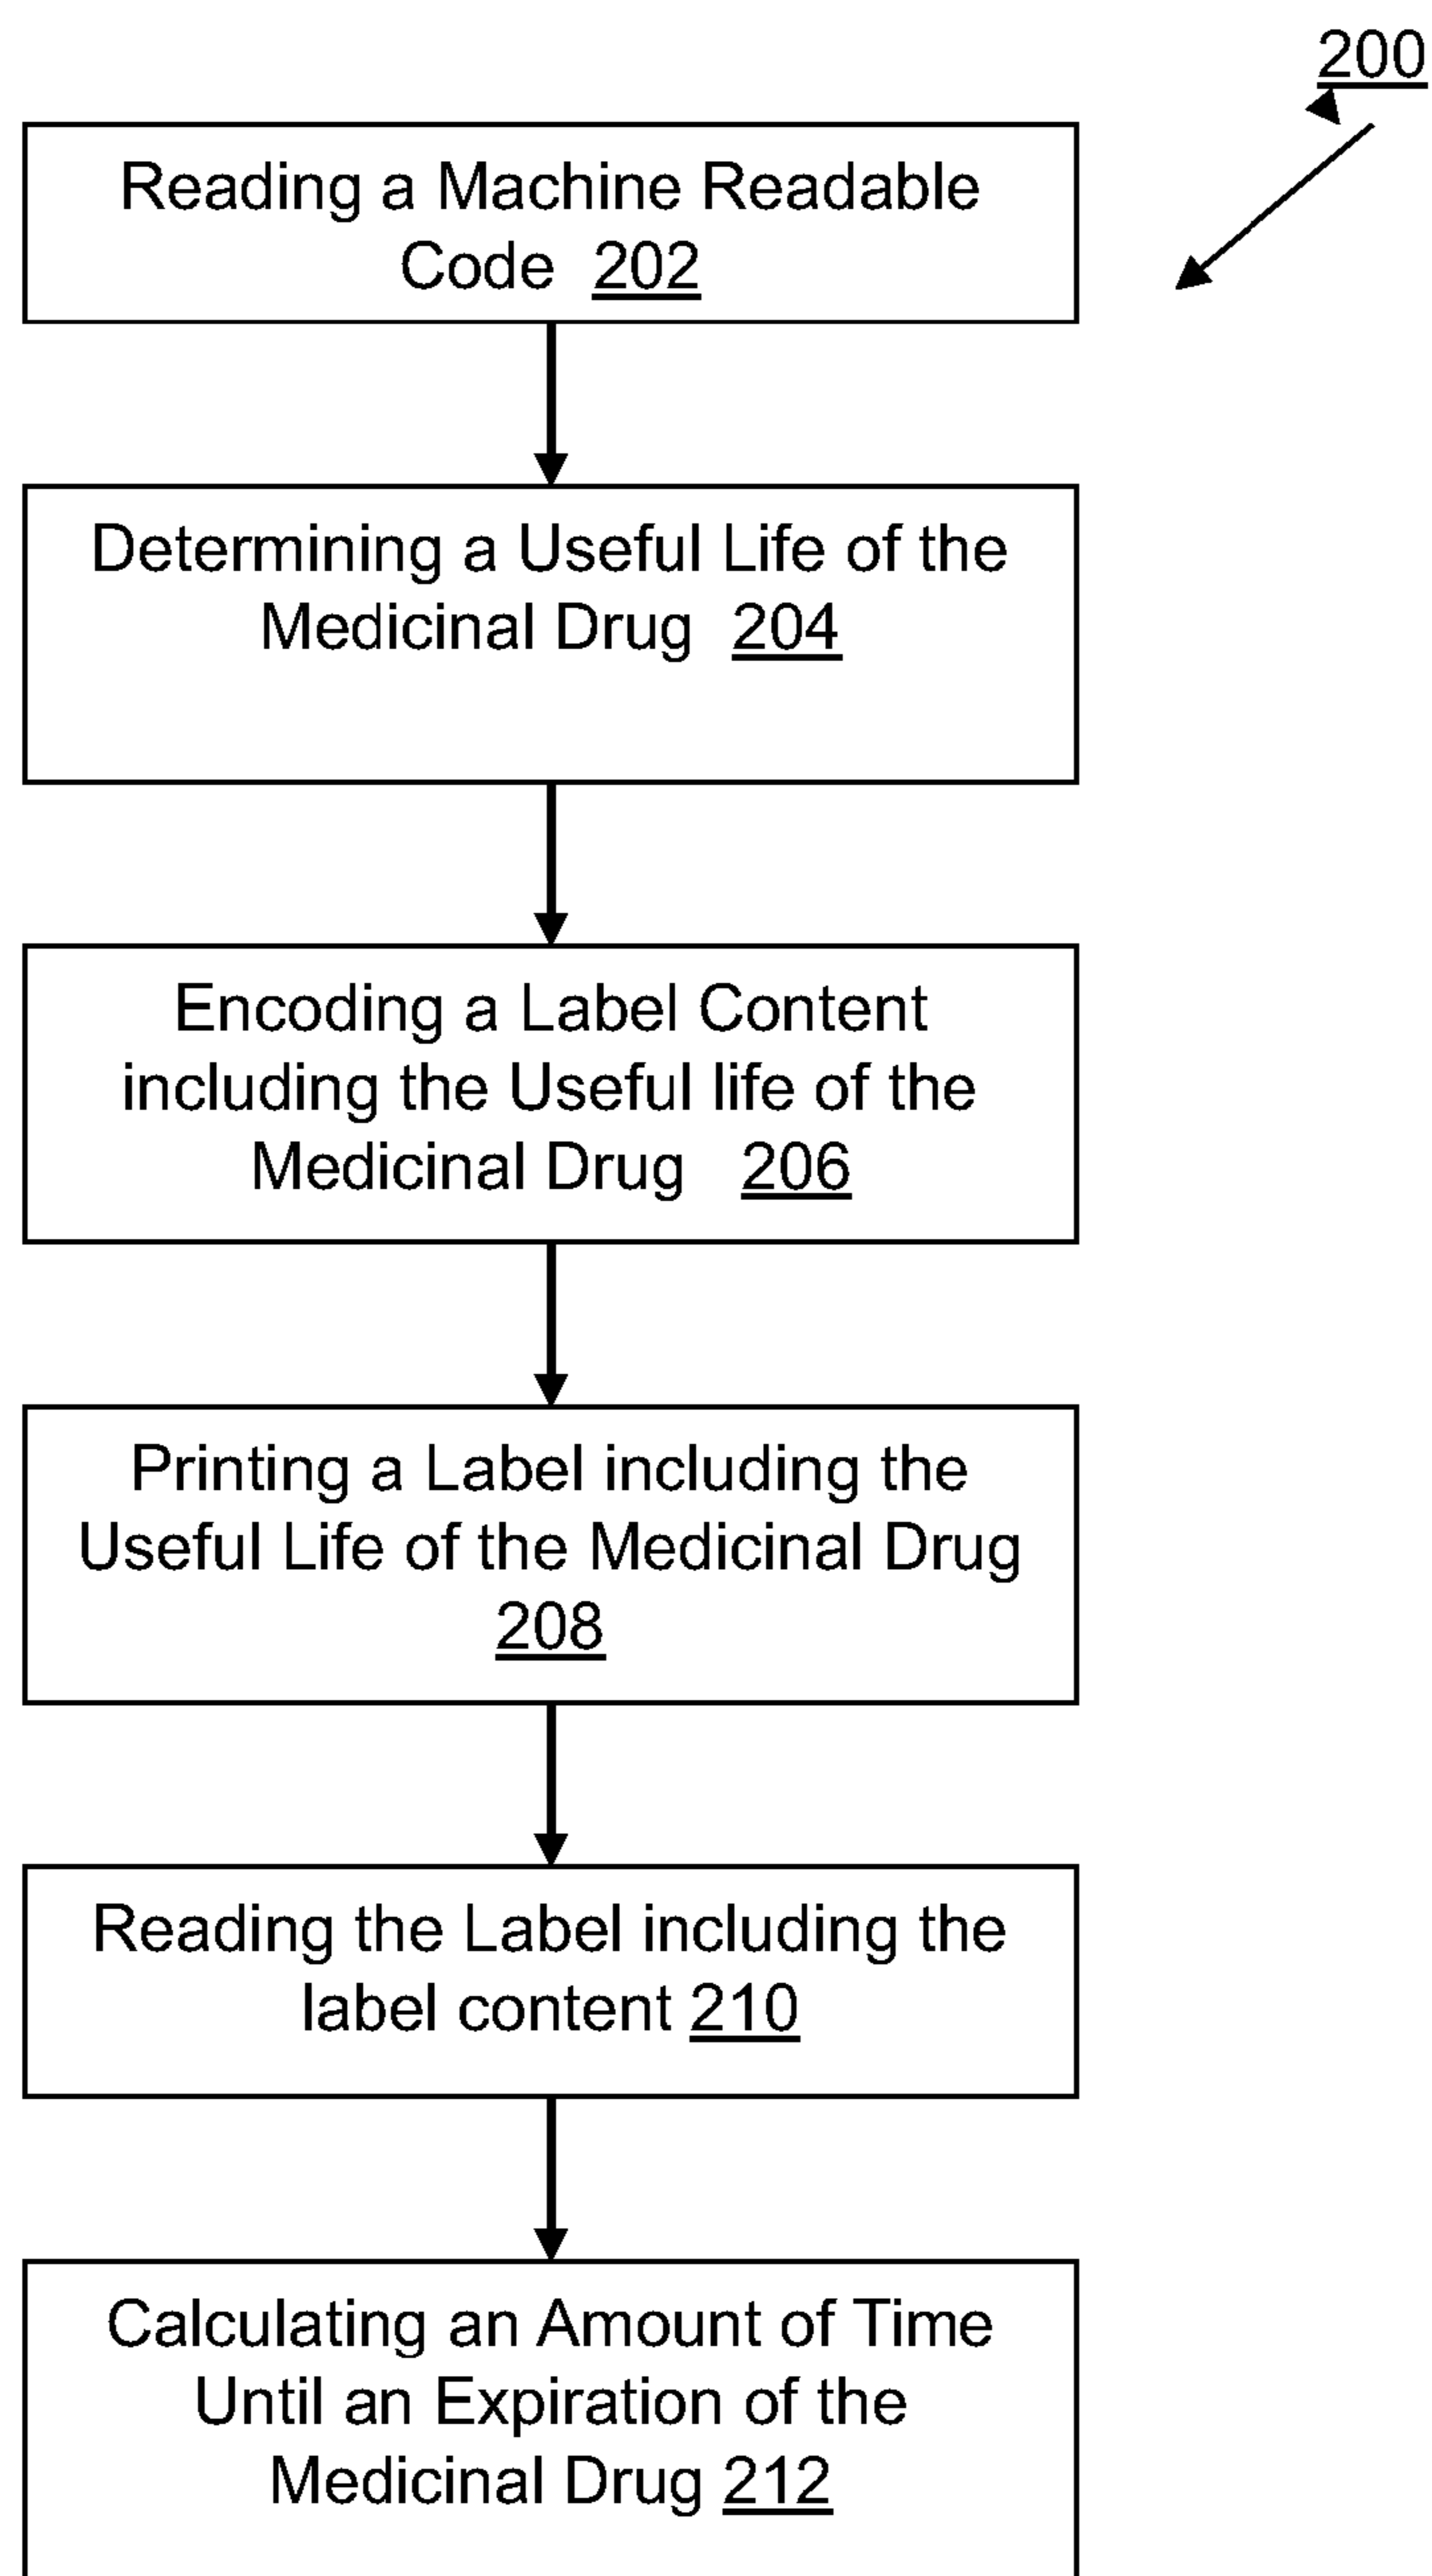 200
Reading a Machine Readable
Code 202
Determining a Useful Life of the
Medicinal Drug 204
Encoding a Label Content
including the Useful life of the
Medicinal Drug 206
Printing a Label including the
Useful Life of the Medicinal Drug
208
Reading the Label including the
label content 210
Calculating an Amount of Time
Until an Expiration of the
Medicinal Drug 212